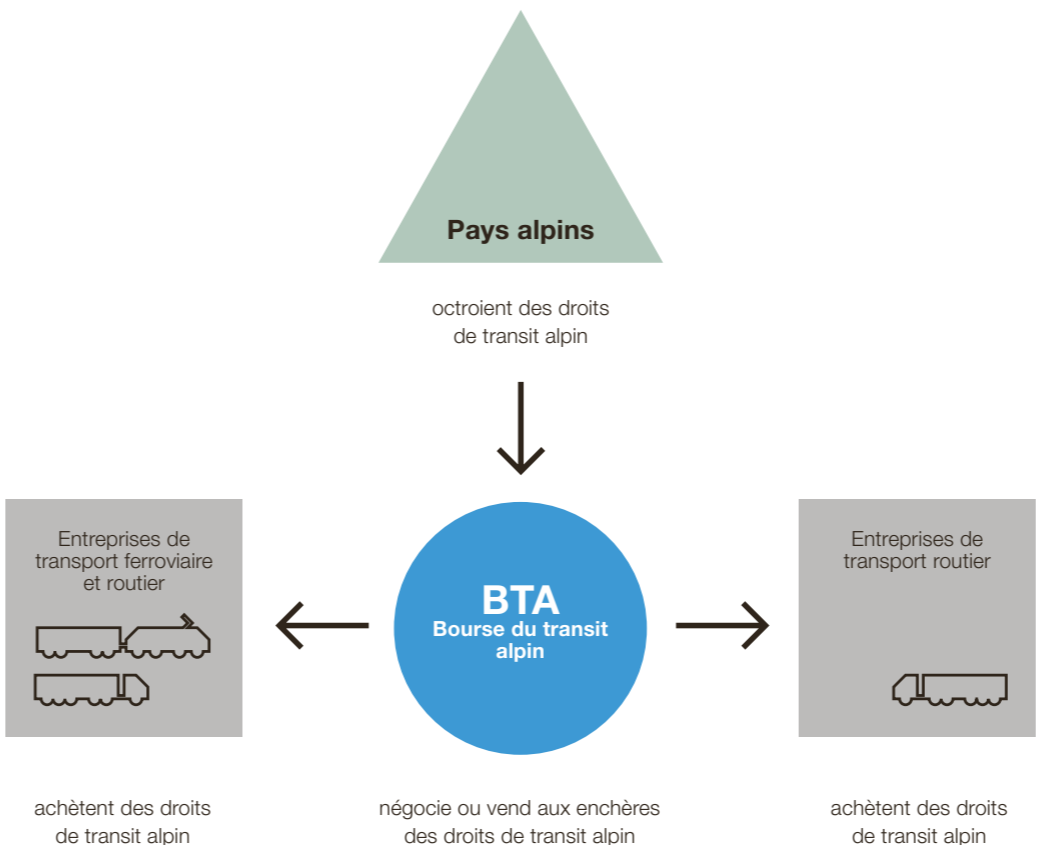 Pays alpins
octroient des droits
de transit alpin
Entreprises de
transport ferroviaire
et routier
BTA
Bourse du transit
alpin
Entreprises de
transport routier
achètent des droits
de transit alpin
négocie ou vend aux enchères
des droits de transit alpin
achètent des droits
de transit alpin